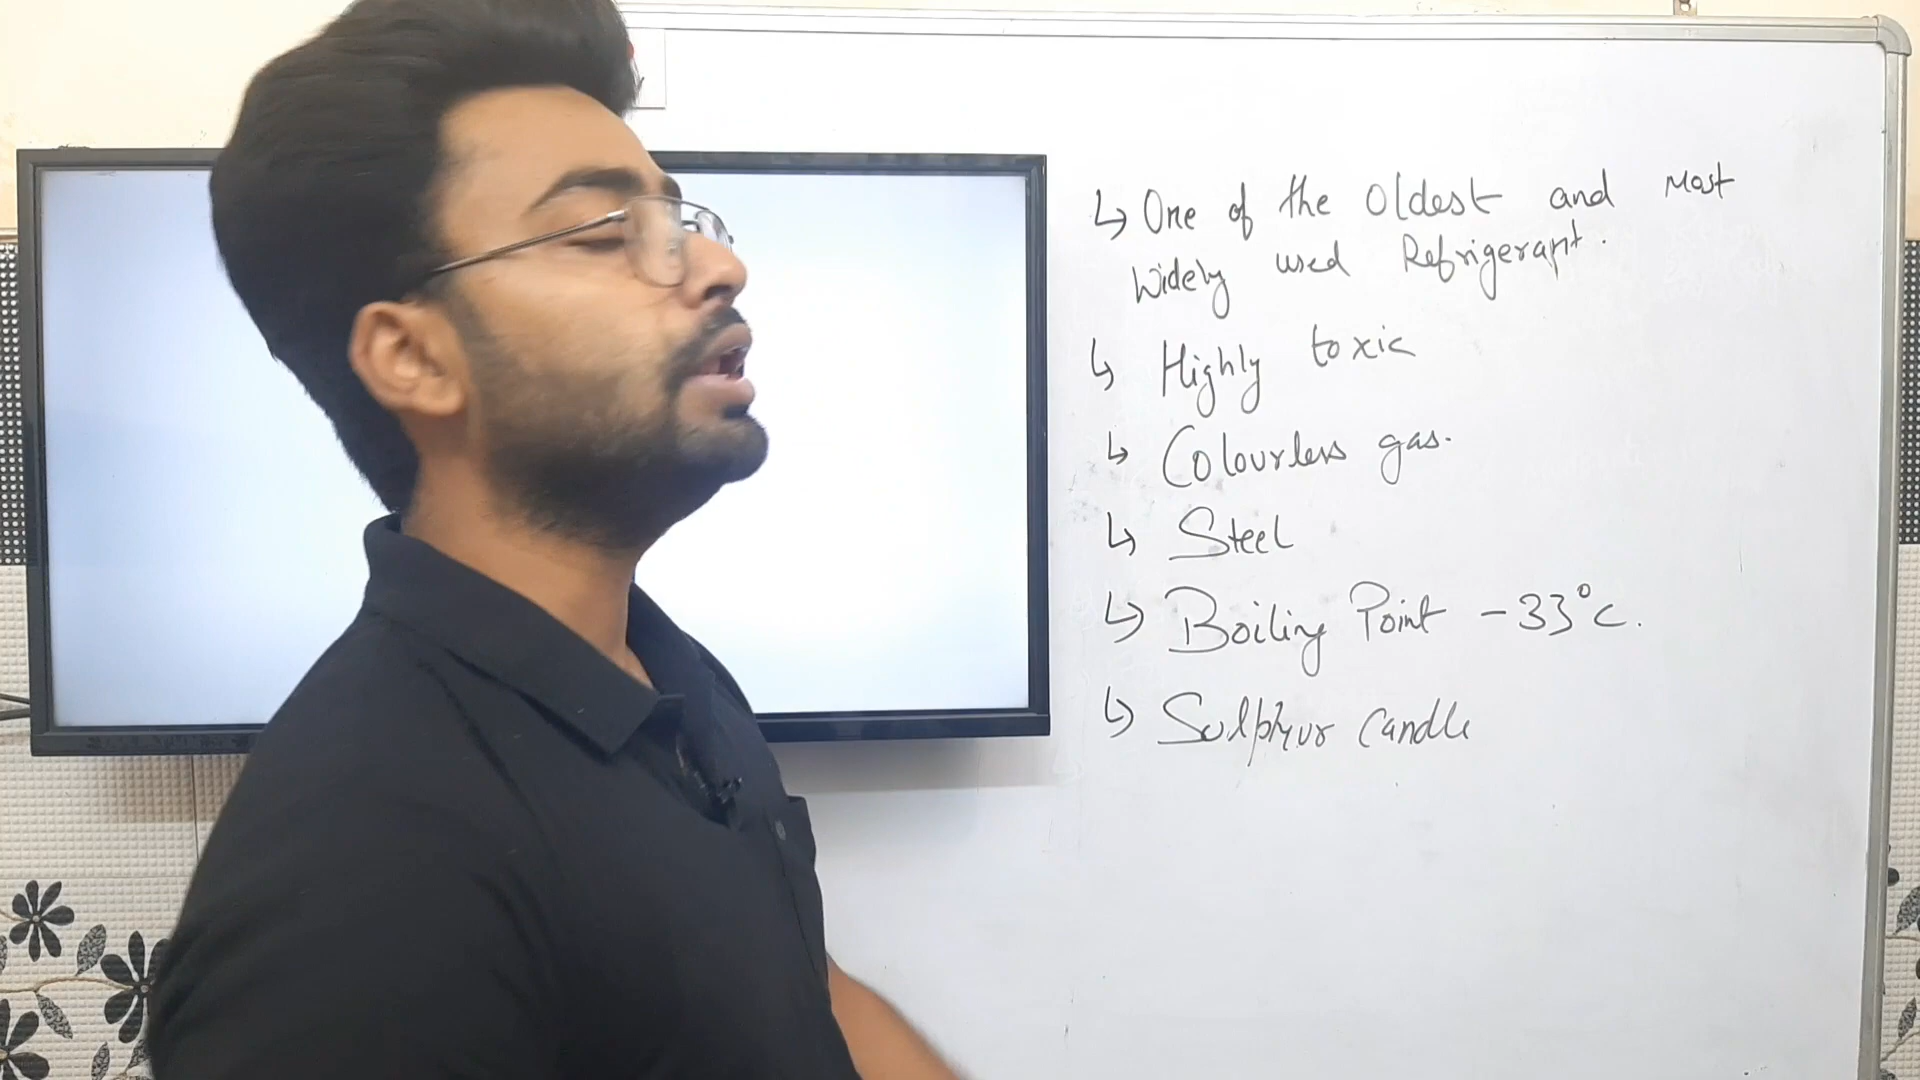 ↳ One of the oldest and Most
Widely used Refrigerant.
↳ Highly toxic
↳ Colourless gas.
↳ Steel
↳ Boiling Point -33°c.
↳ Sulphur Candle